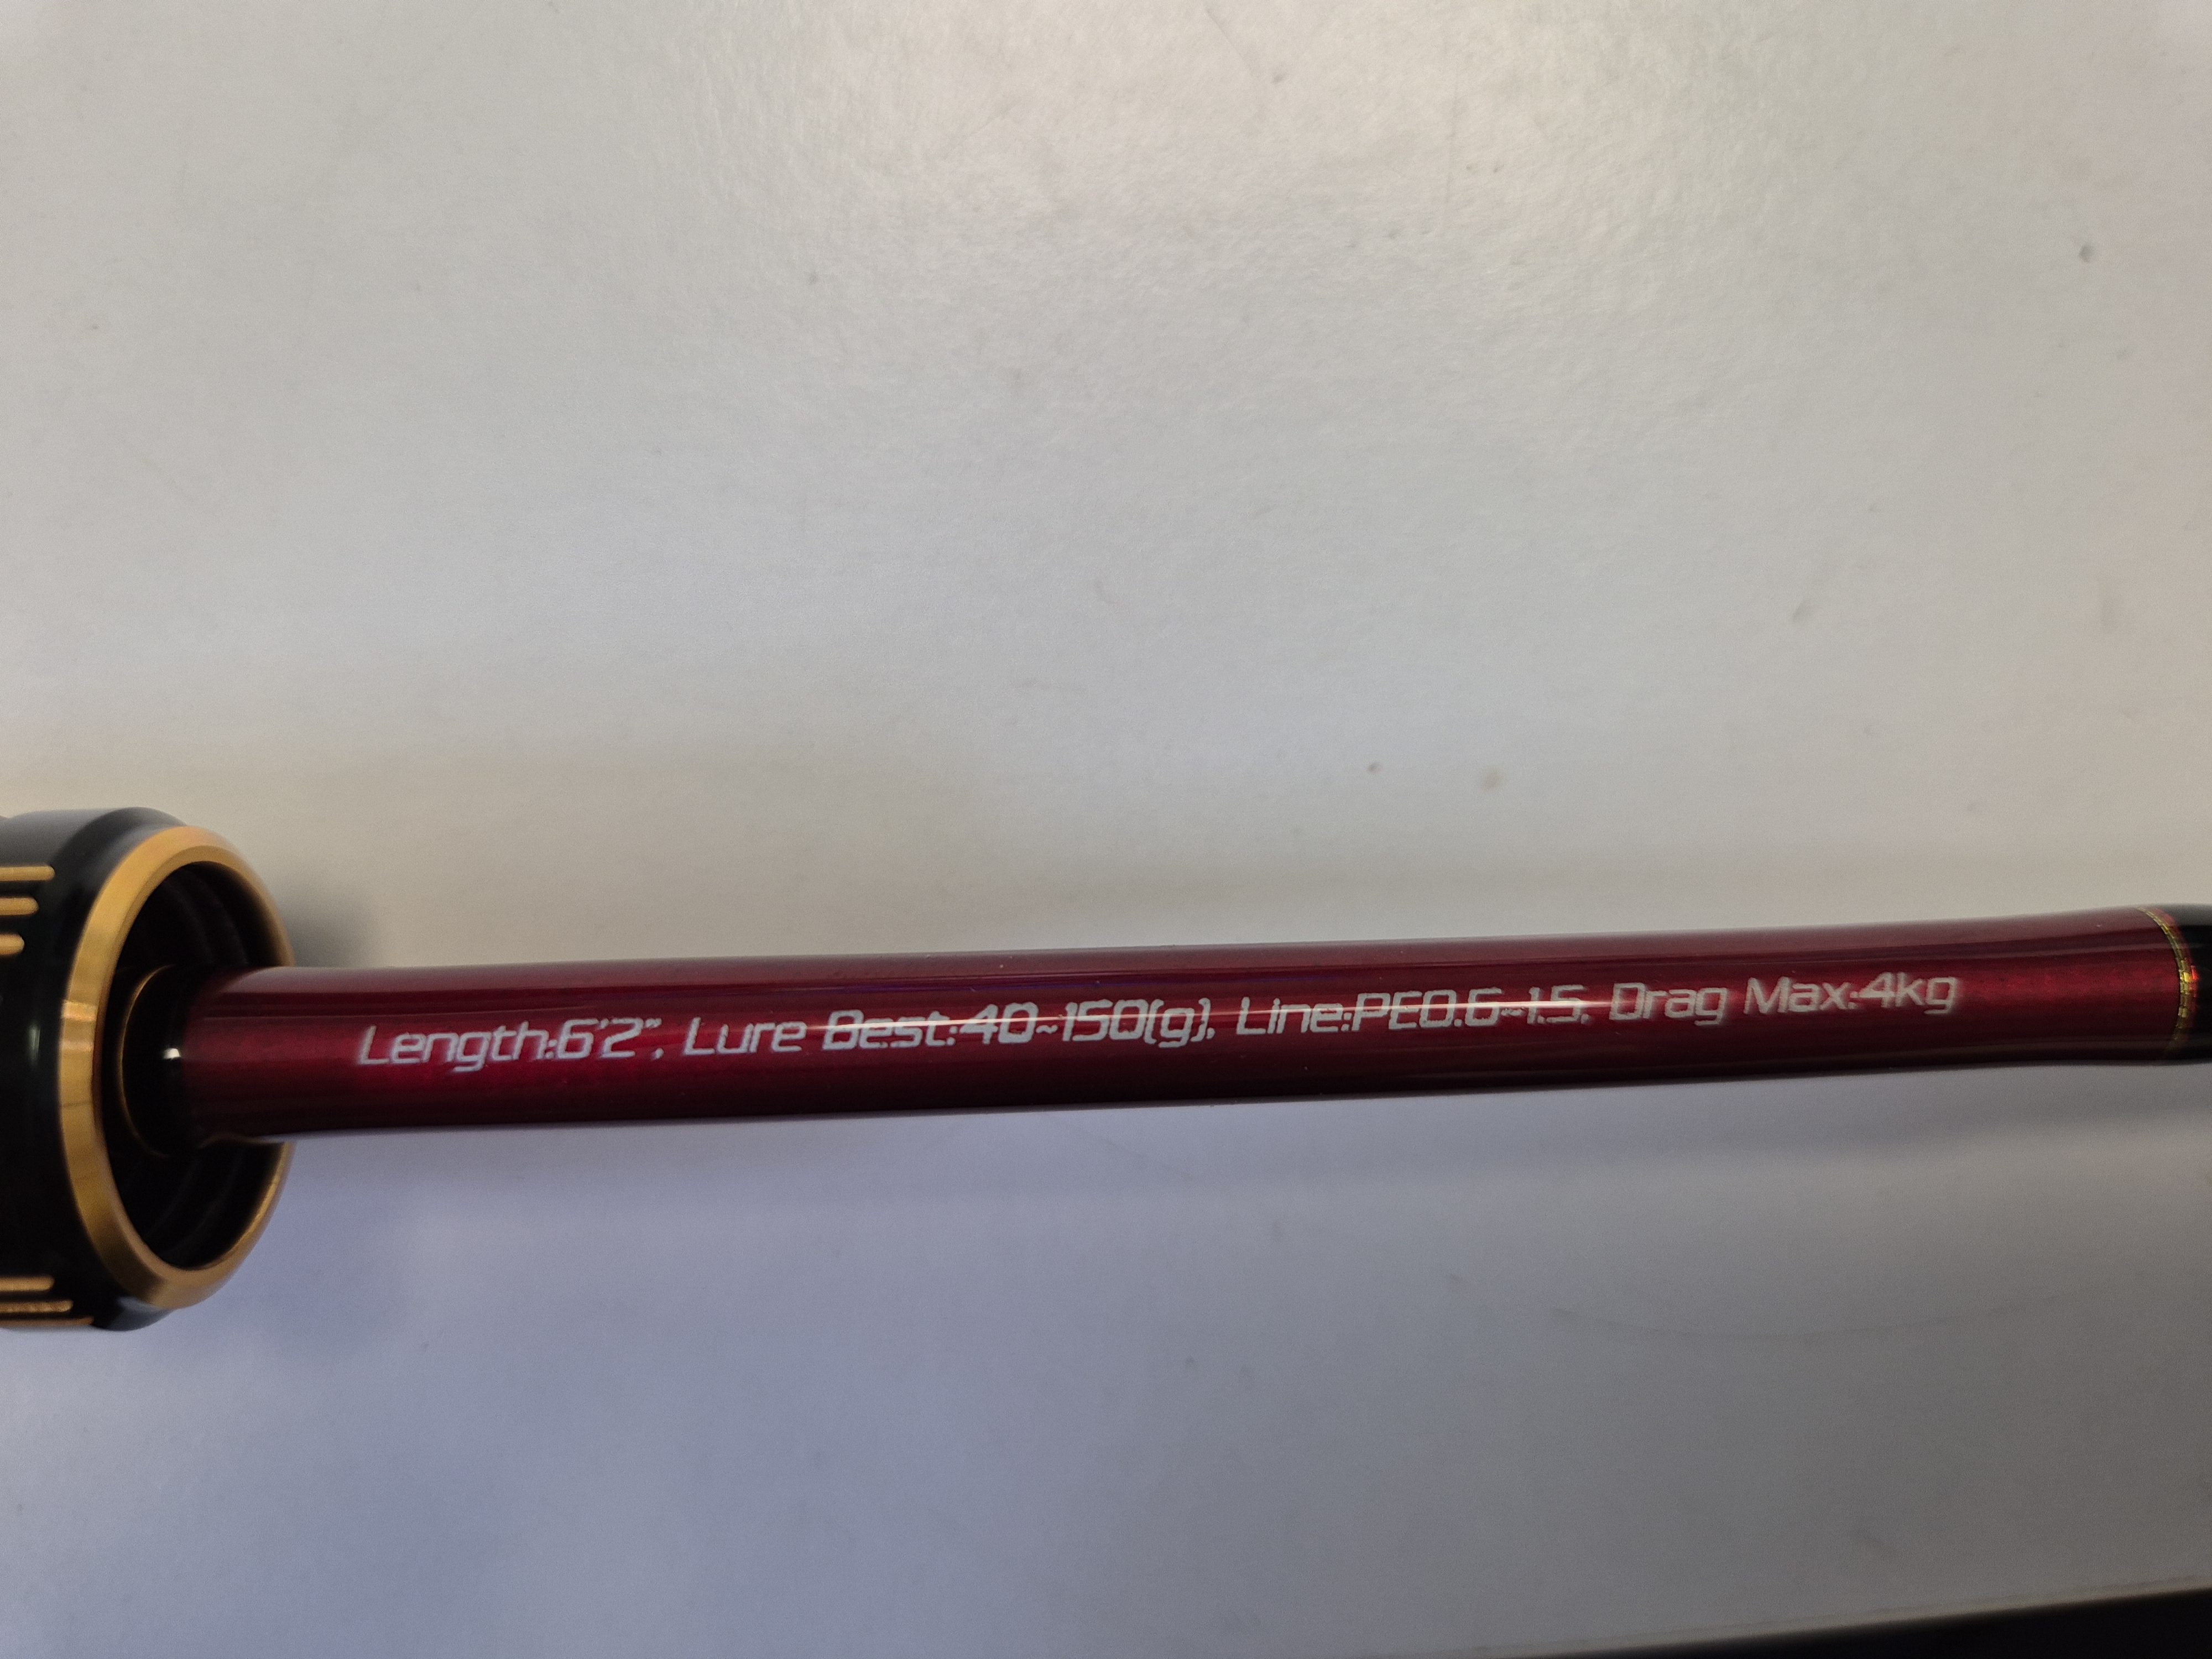 Length:6'2", Lure Best:40~150(g), Line:PE0.6~1.5, Drag Max:4kg